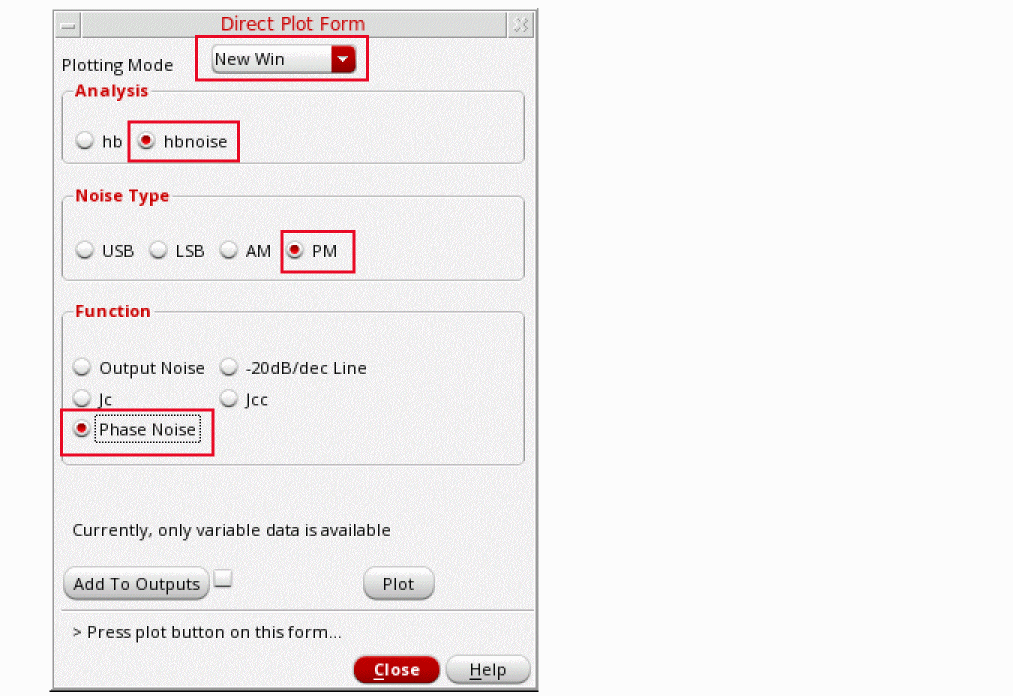 Direct Plot Form
Plotting Mode New Win
Analysis
hb hbnoise
Noise Type
USB LSB AM PM
Function
Output Noise -20dB/dec Line
Jc Jcc
Phase Noise
Currently, only variable data is available
Add To Outputs Plot
> Press plot button on this form...
Close Help